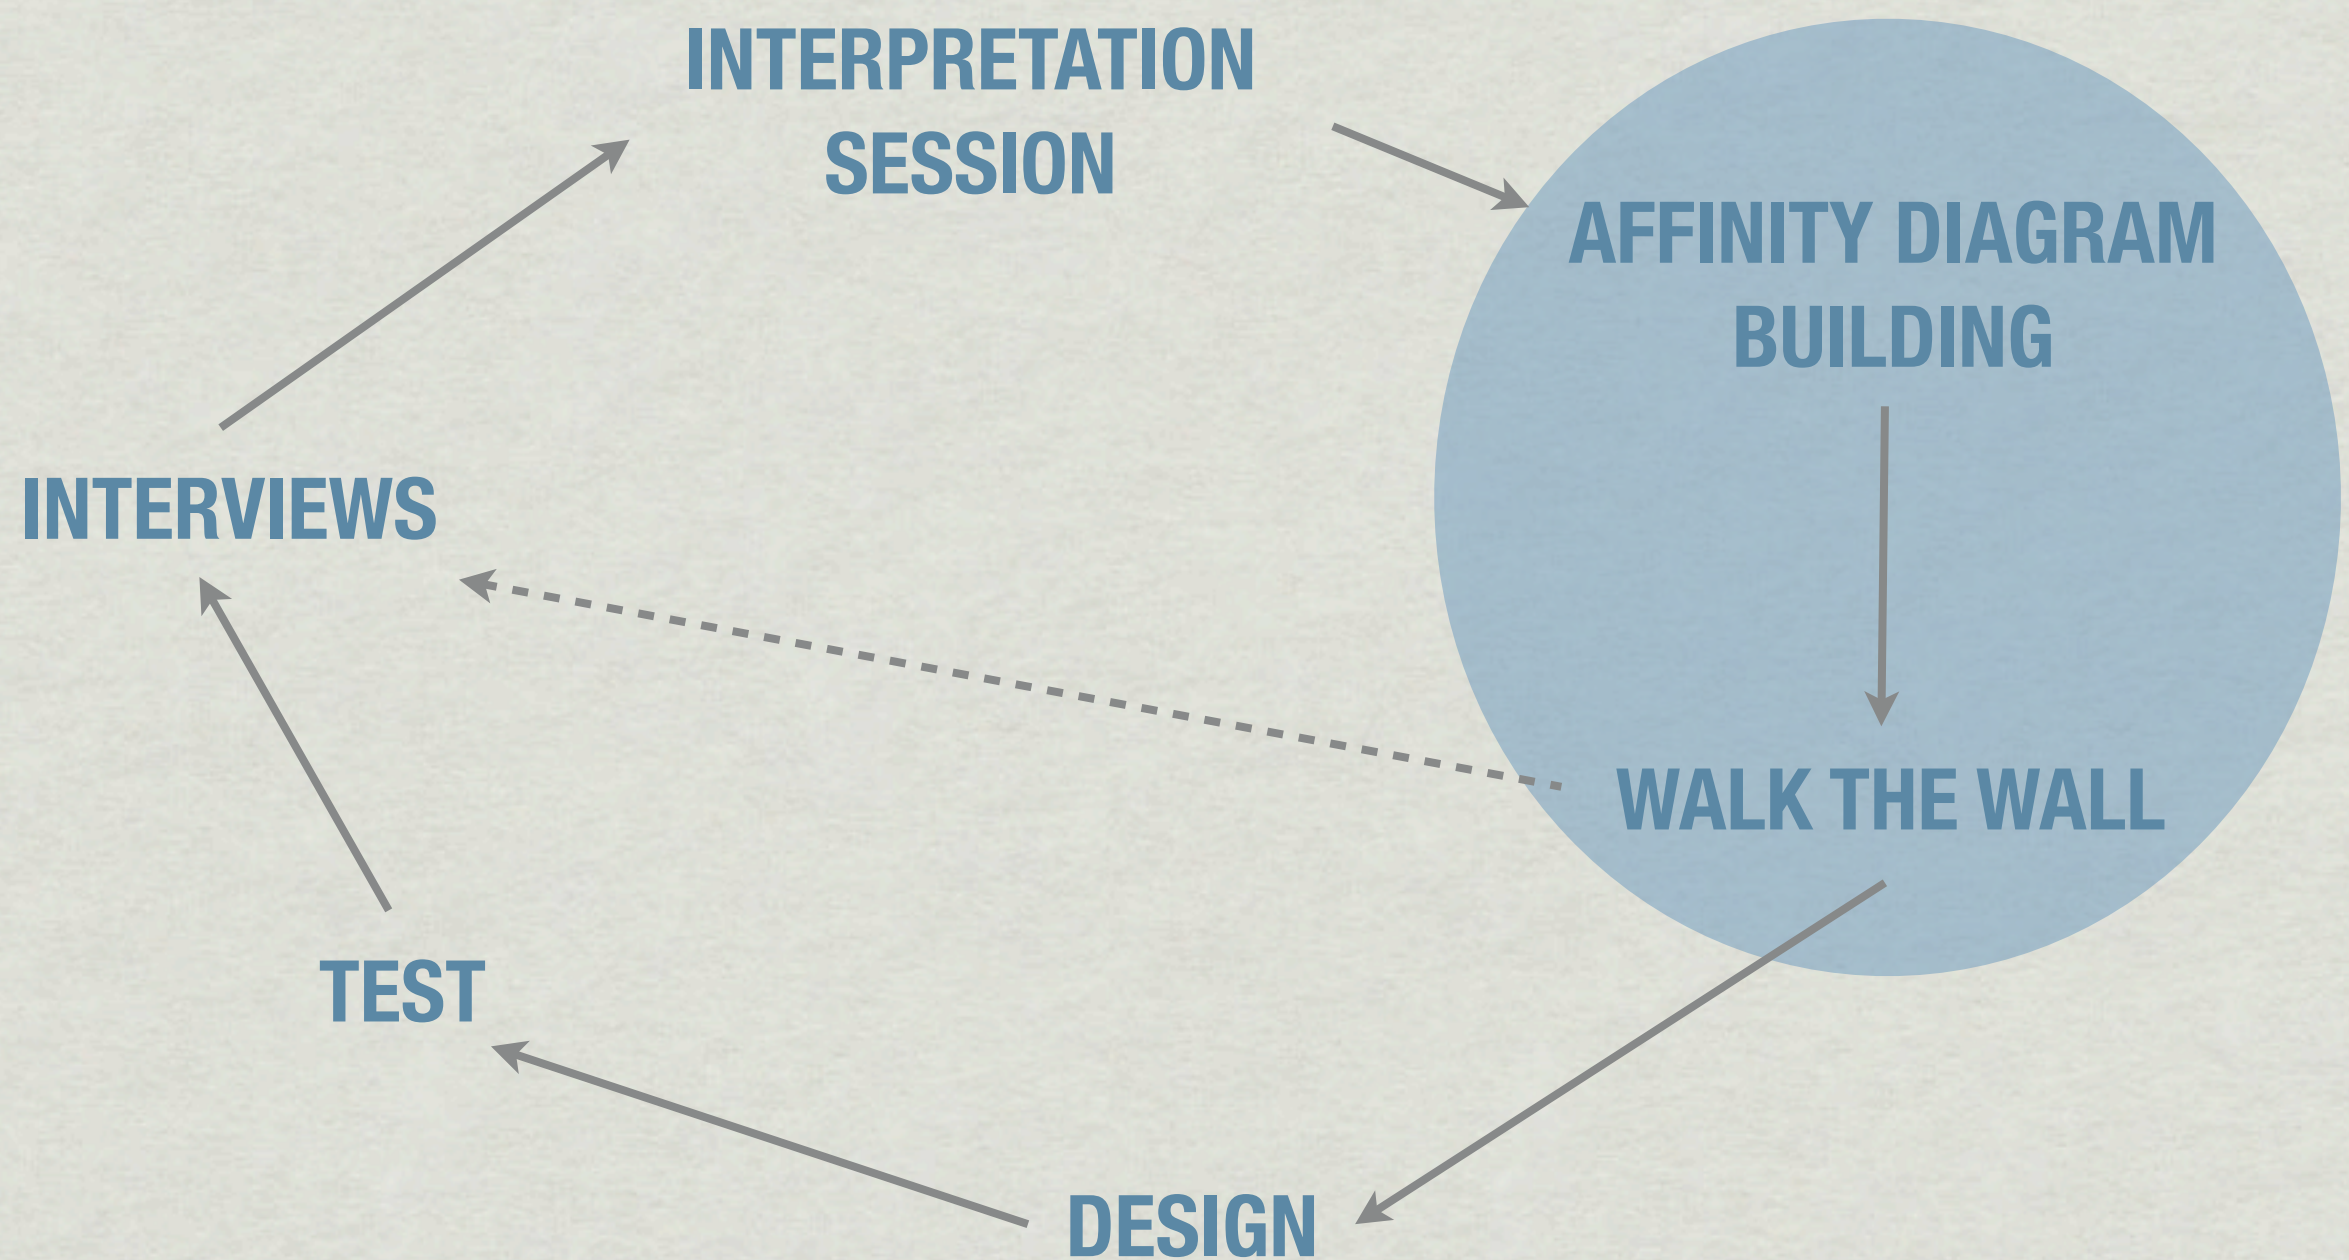 INTERPRETATION
SESSION
AFFINITY DIAGRAM
BUILDING
INTERVIEWS
WALK THE WALL
TEST
DESIGN